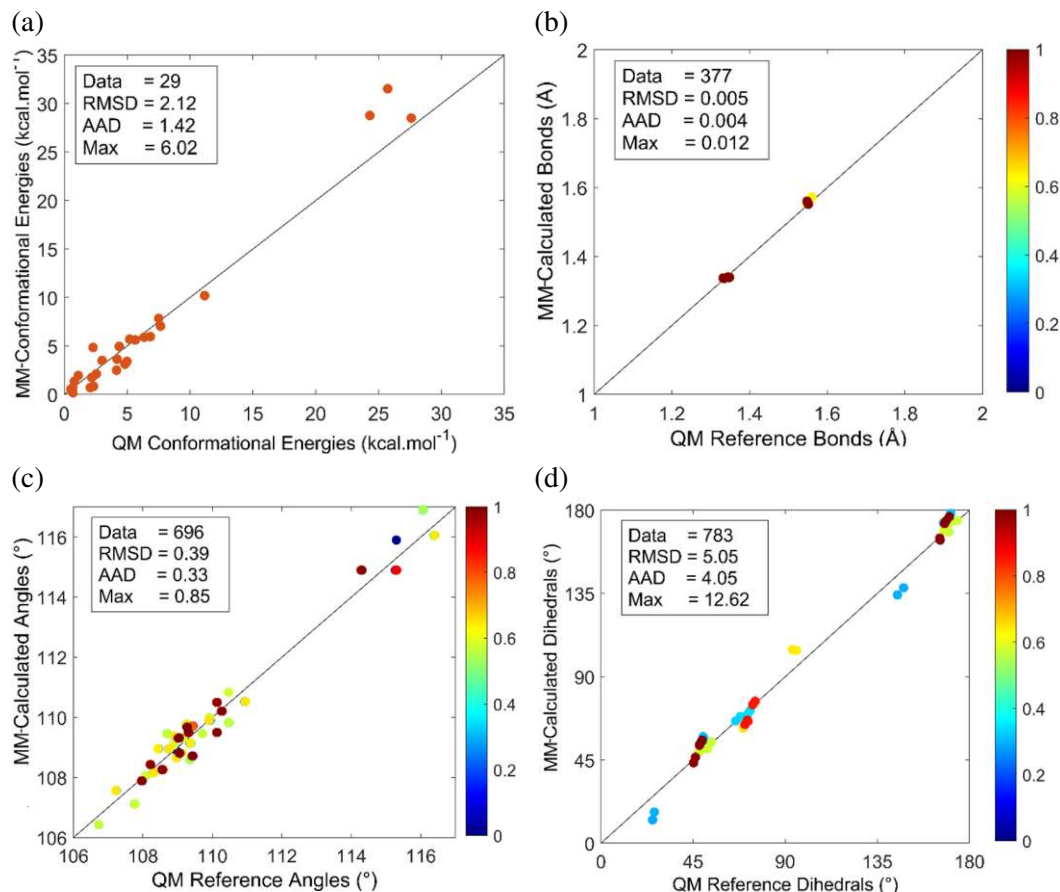 (a)
MM-Conformational Energies (kcal.mol⁻¹)
35
30
25
20
15
10
5
0
Data = 29
RMSD = 2.12
AAD = 1.42
Max = 6.02
0 5 10 15 20 25 30 35
QM Conformational Energies (kcal.mol⁻¹)
(b)
MM-Calculated Bonds (Å)
2
1.8
1.6
1.4
1.2
1
Data = 377
RMSD = 0.005
AAD = 0.004
Max = 0.012
1 1.2 1.4 1.6 1.8 2
QM Reference Bonds (Å)
1
0.8
0.6
0.4
0.2
0
(c)
MM-Calculated Angles (°)
116
114
112
110
108
106
Data = 696
RMSD = 0.39
AAD = 0.33
Max = 0.85
106 108 110 112 114 116
QM Reference Angles (°)
1
0.8
0.6
0.4
0.2
0
(d)
MM-Calculated Dihedrals (°)
180
135
90
45
0
Data = 783
RMSD = 5.05
AAD = 4.05
Max = 12.62
0 45 90 135 180
QM Reference Dihedrals (°)
1
0.8
0.6
0.4
0.2
0